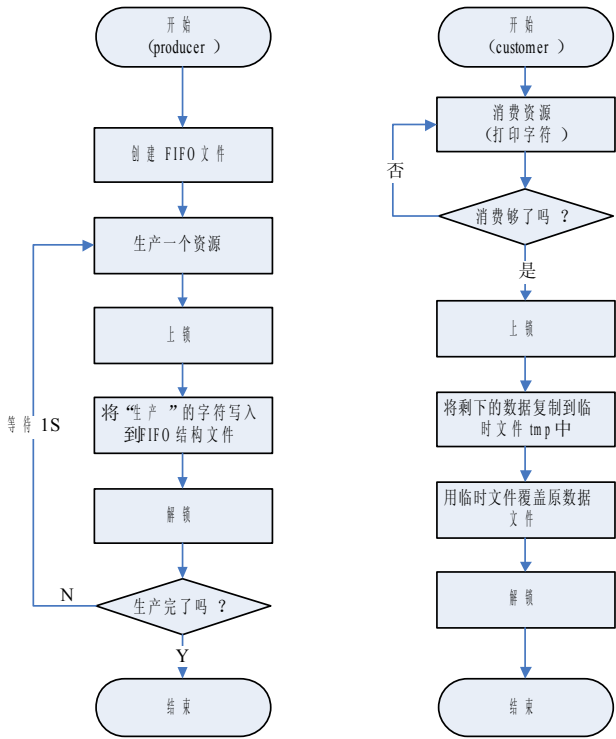 开始
（producer ）
创建 FIFO 文件
生产一个资源
上锁
将“生产 ”的字符写入
到FIFO 结构文件
等待 1S
解锁
生产完了吗 ？
N
Y
结束
开始
（customer ）
消费资源
（打印字符 ）
否
消费够了吗 ？
是
上锁
将剩下的数据复制到临
时文件 tmp 中
用临时文件覆盖原数据
文件
解锁
结束